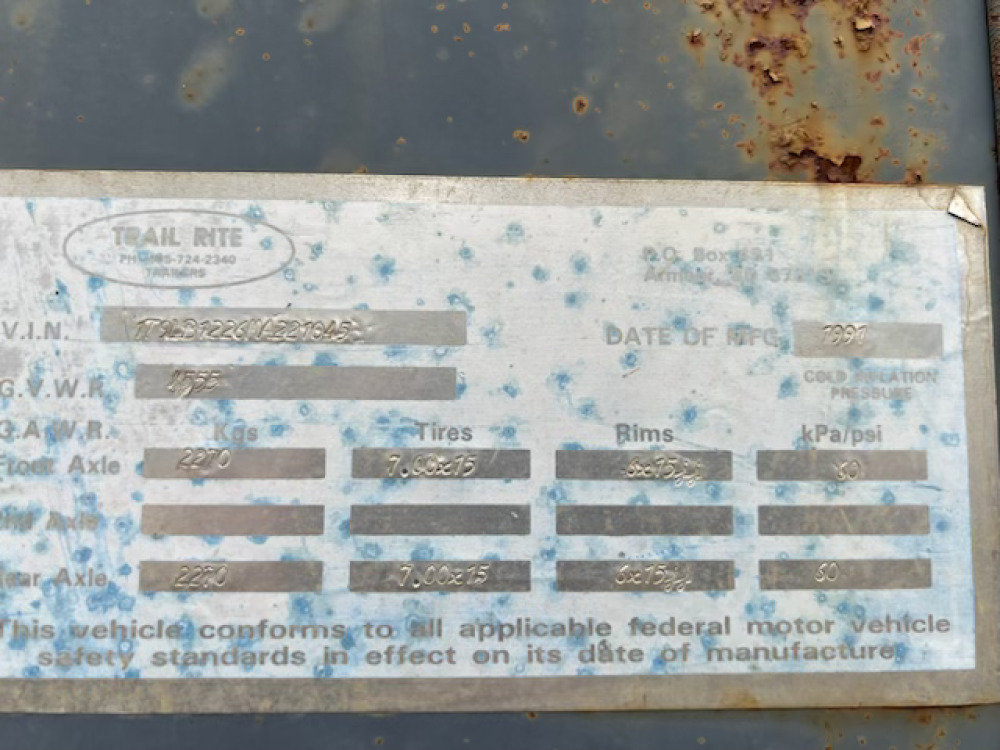 TRAIL RITE
TRAILERS
P.O. Box
V.I.N.
DATE OF MFG 1991
G.V.W.R.
COLD INFLATION
PRESSURE
G.A.W.R. Kgs Tires Rims kPa/psi
Front Axle 2270 7.00x15 6x15jj 60
Axle
Rear Axle 2270 7.00x15 6x15jj 60
This vehicle conforms to all applicable federal motor vehicle
safety standards in effect on its date of manufacture.